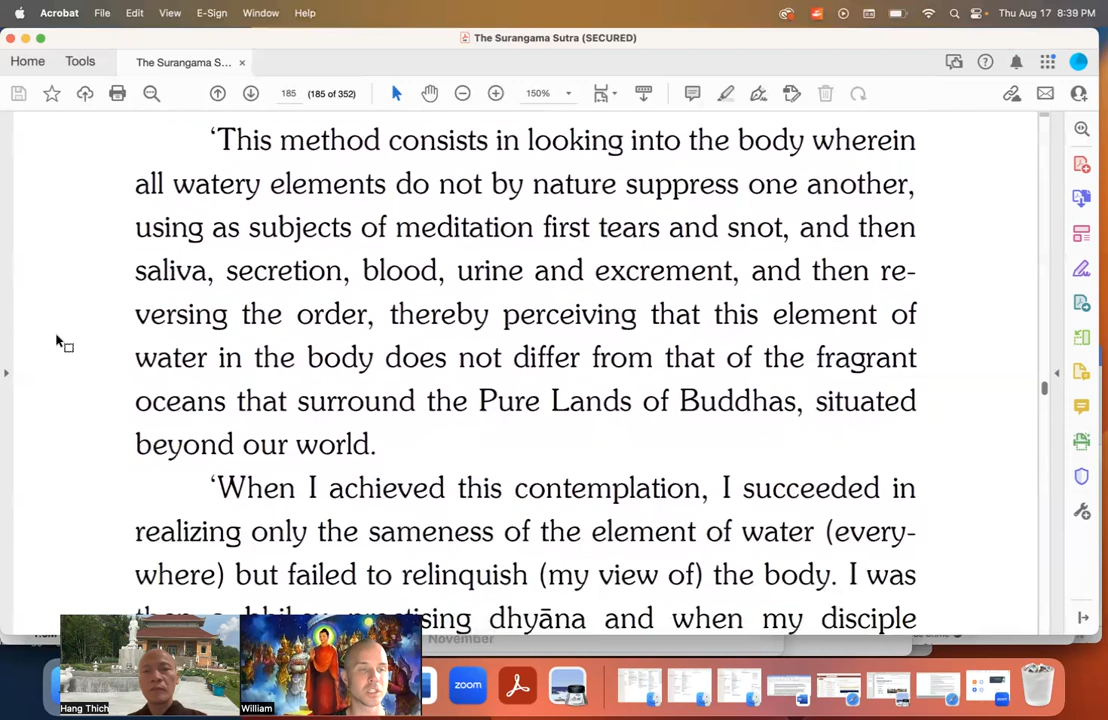 Acrobat File Edit View E-Sign Window Help Thu Aug 17 8:39 PM
The Surangama Sutra (SECURED)
Home Tools The Surangama S... ×
185 (185 of 352) 150%
‘This method consists in looking into the body wherein
all watery elements do not by nature suppress one another,
using as subjects of meditation first tears and snot, and then
saliva, secretion, blood, urine and excrement, and then re-
versing the order, thereby perceiving that this element of
water in the body does not differ from that of the fragrant
oceans that surround the Pure Lands of Buddhas, situated
beyond our world.
‘When I achieved this contemplation, I succeeded in
realizing only the sameness of the element of water (every-
where) but failed to relinquish (my view of) the body. I was
practising dhyāna and when my disciple
November
zoom
Hang Thich William